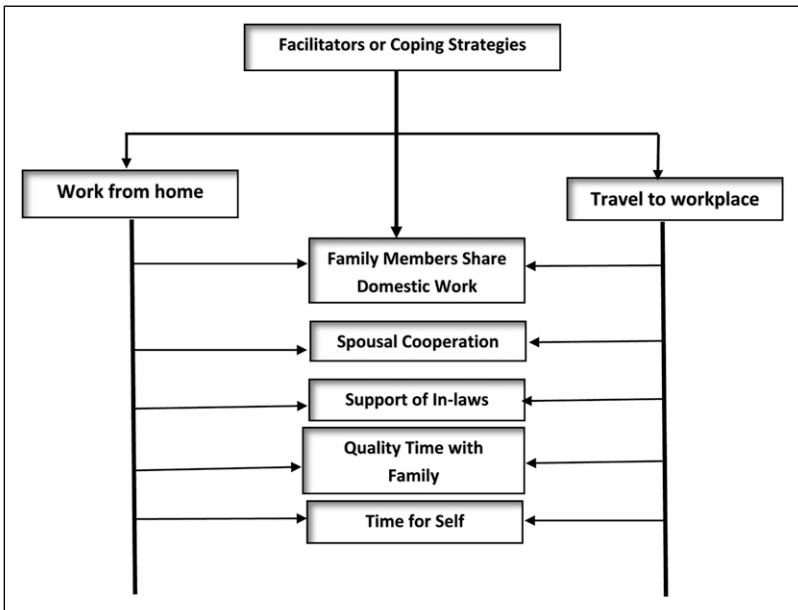 Facilitators or Coping Strategies
Work from home
Travel to workplace
Family Members Share
Domestic Work
Spousal Cooperation
Support of In-laws
Quality Time with
Family
Time for Self